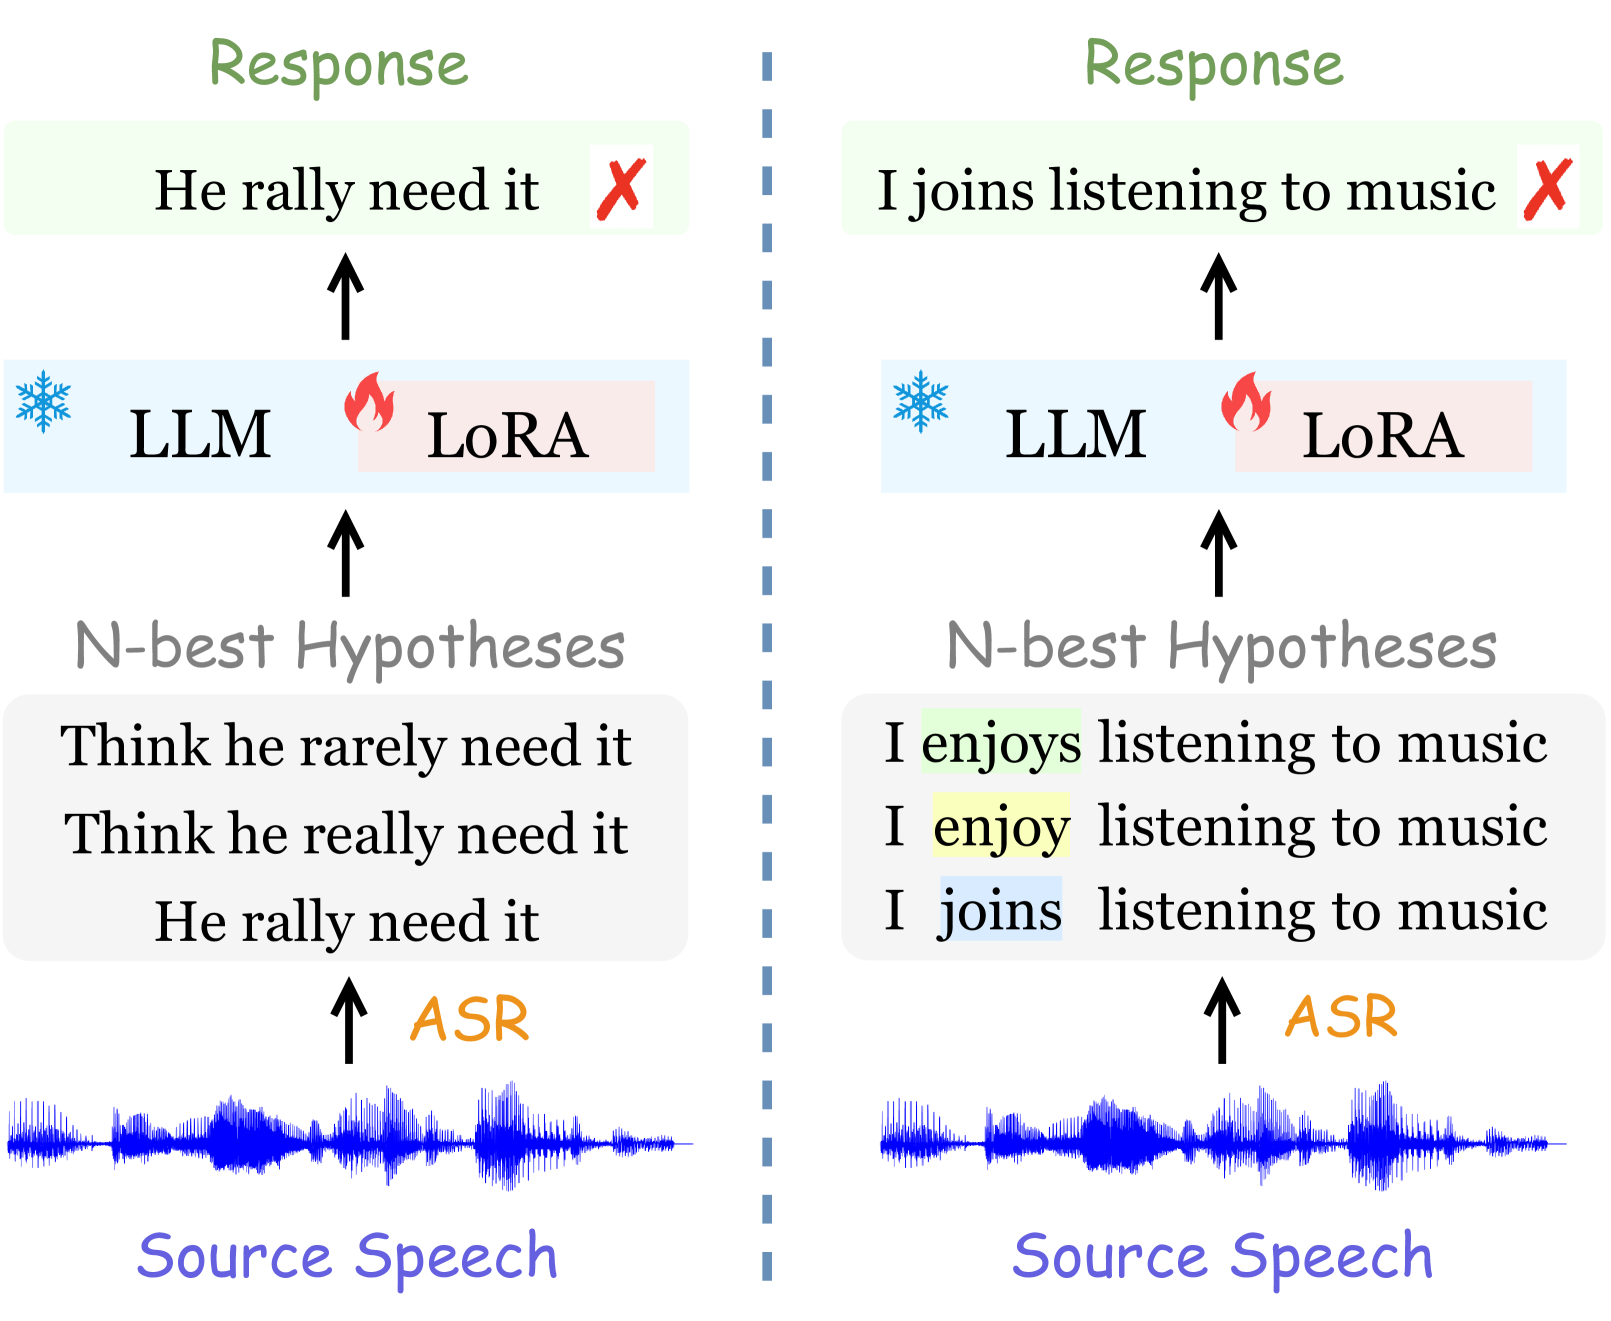 Response
He rally need it
LLM
LoRA
N-best Hypotheses
Think he rarely need it
Think he really need it
He rally need it
ASR
Source Speech
Response
I joins listening to music
LLM
LoRA
N-best Hypotheses
I enjoys listening to music
I enjoy listening to music
I joins listening to music
ASR
Source Speech